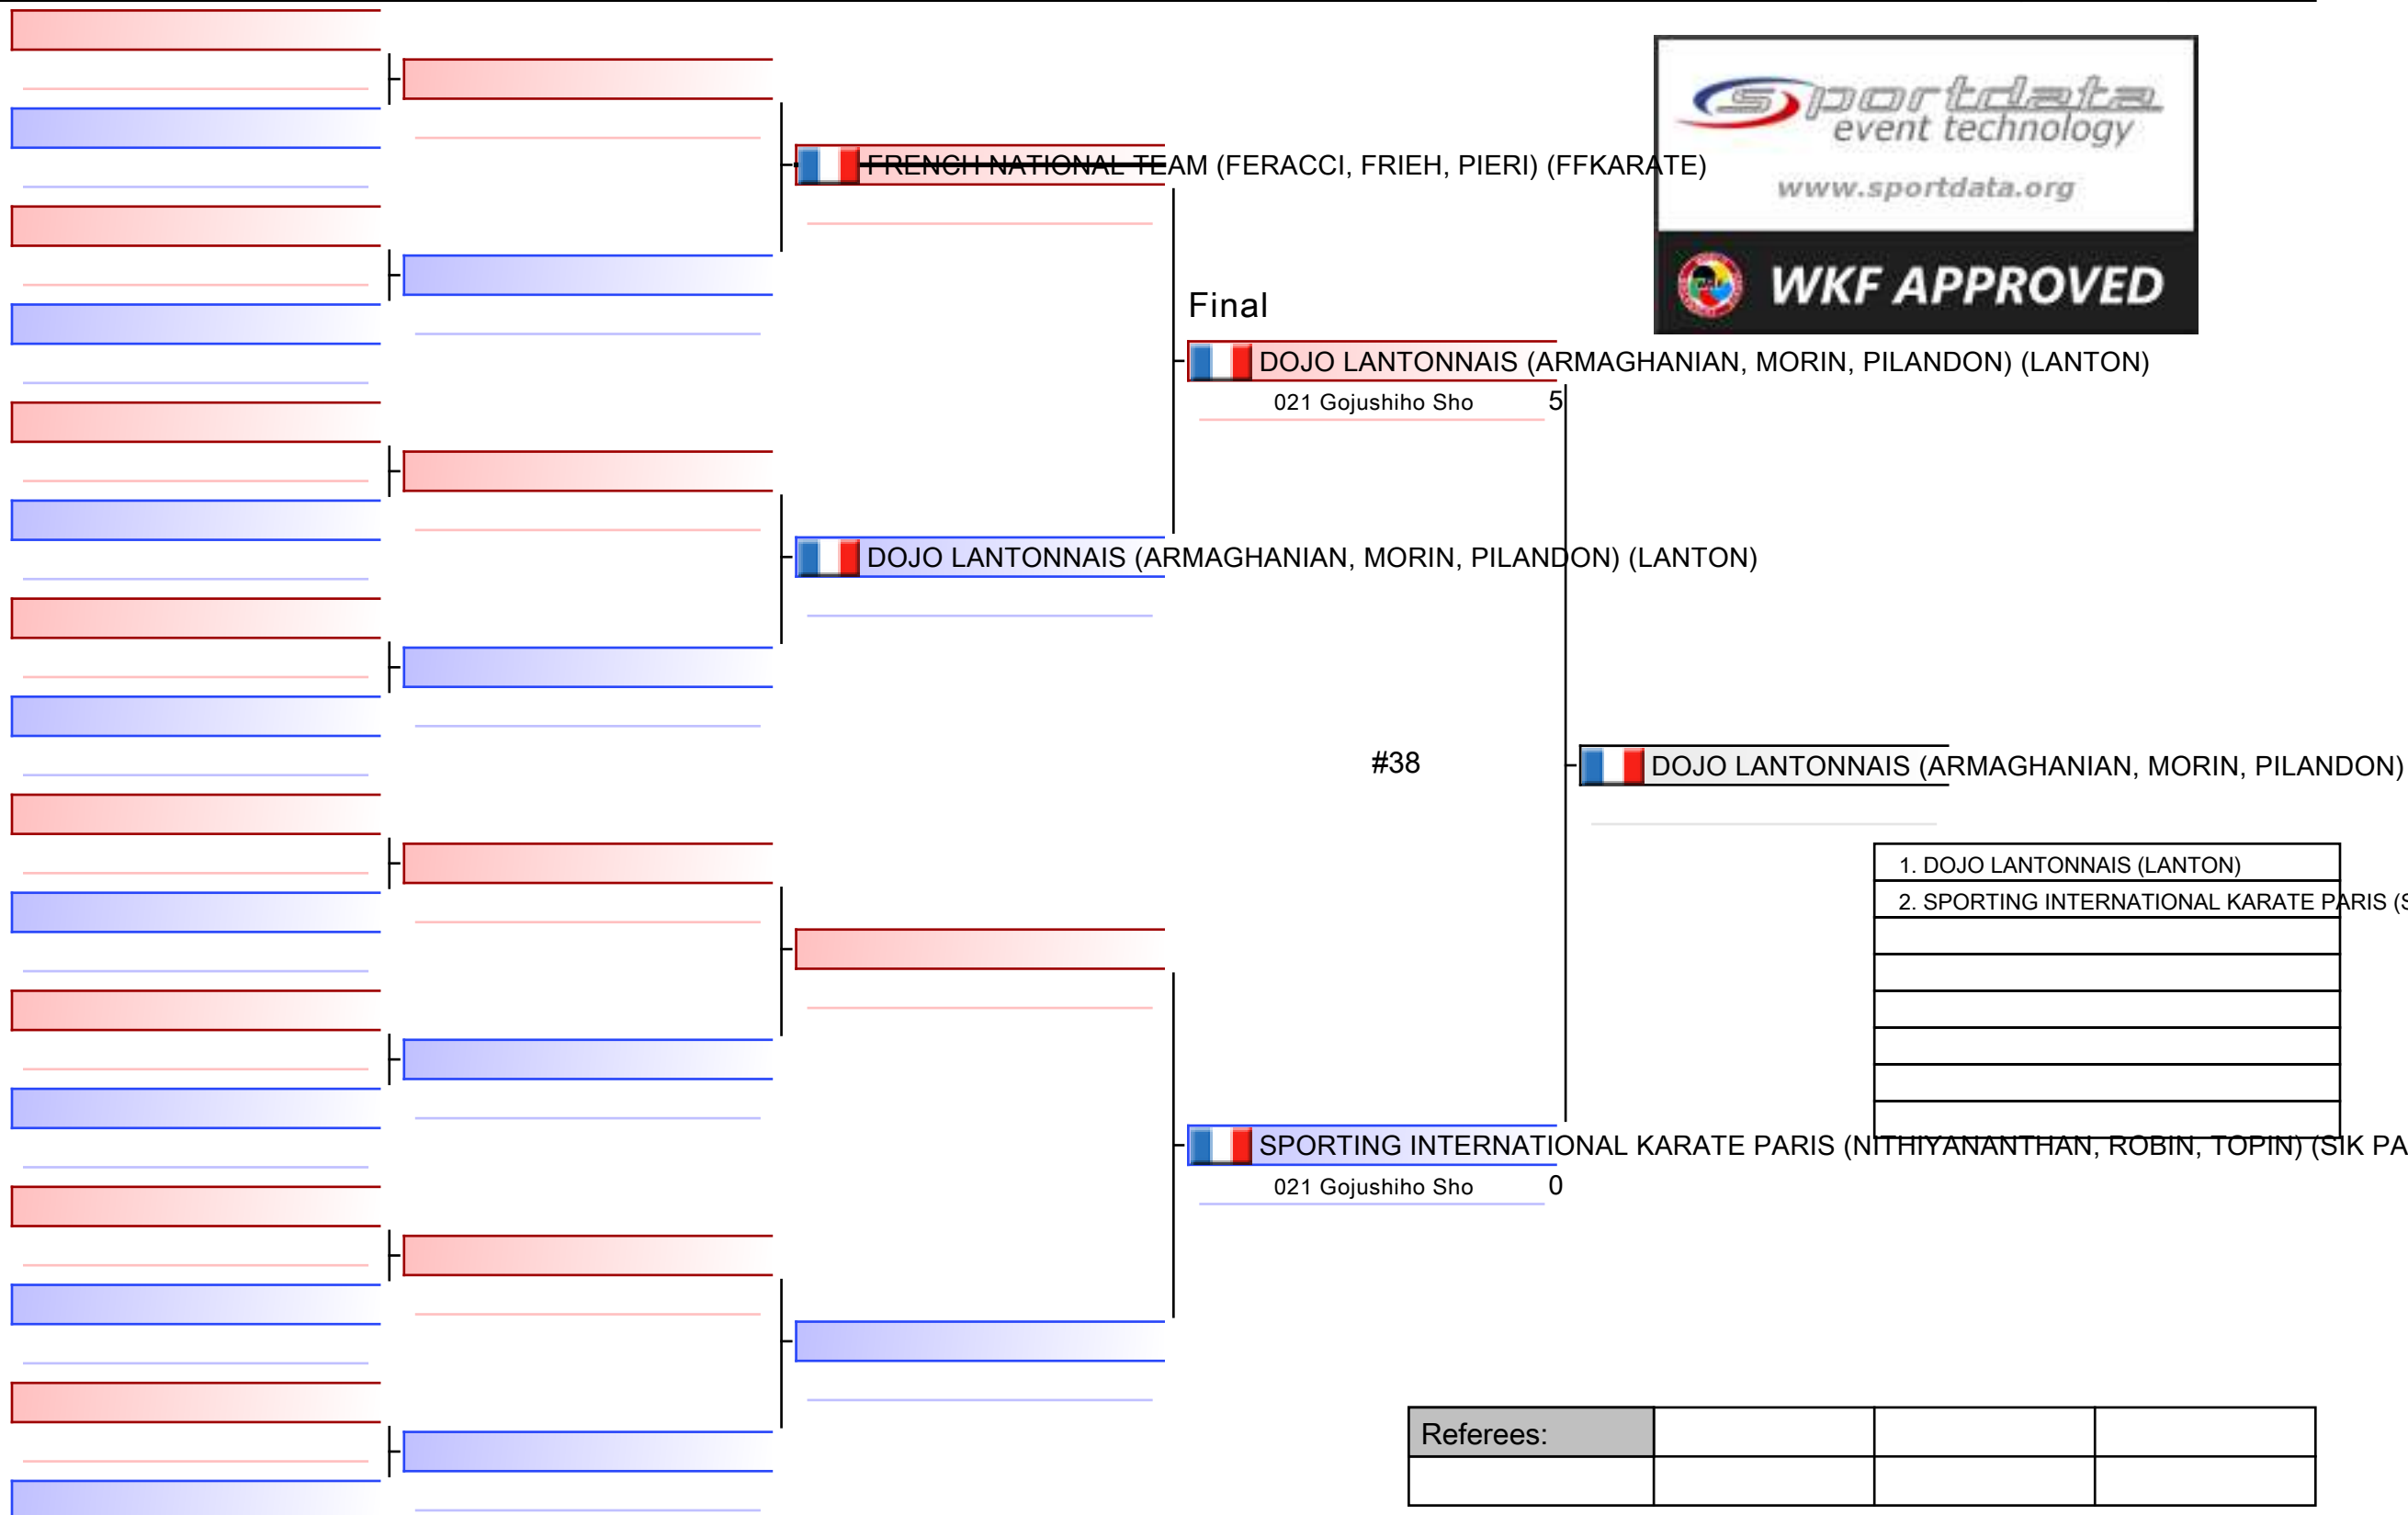 sportdata
event technology
www.sportdata.org
WKF APPROVED
FRENCH NATIONAL TEAM (FERACCI, FRIEH, PIERI) (FFKARATE)
Final
DOJO LANTONNAIS (ARMAGHANIAN, MORIN, PILANDON) (LANTON)
021 Gojushiho Sho 5
DOJO LANTONNAIS (ARMAGHANIAN, MORIN, PILANDON) (LANTON)
#38
DOJO LANTONNAIS (ARMAGHANIAN, MORIN, PILANDON)
1. DOJO LANTONNAIS (LANTON)
2. SPORTING INTERNATIONAL KARATE PARIS (S
SPORTING INTERNATIONAL KARATE PARIS (NITHIYANANTHAN, ROBIN, TOPIN) (SIK PA
021 Gojushiho Sho 0
Referees: